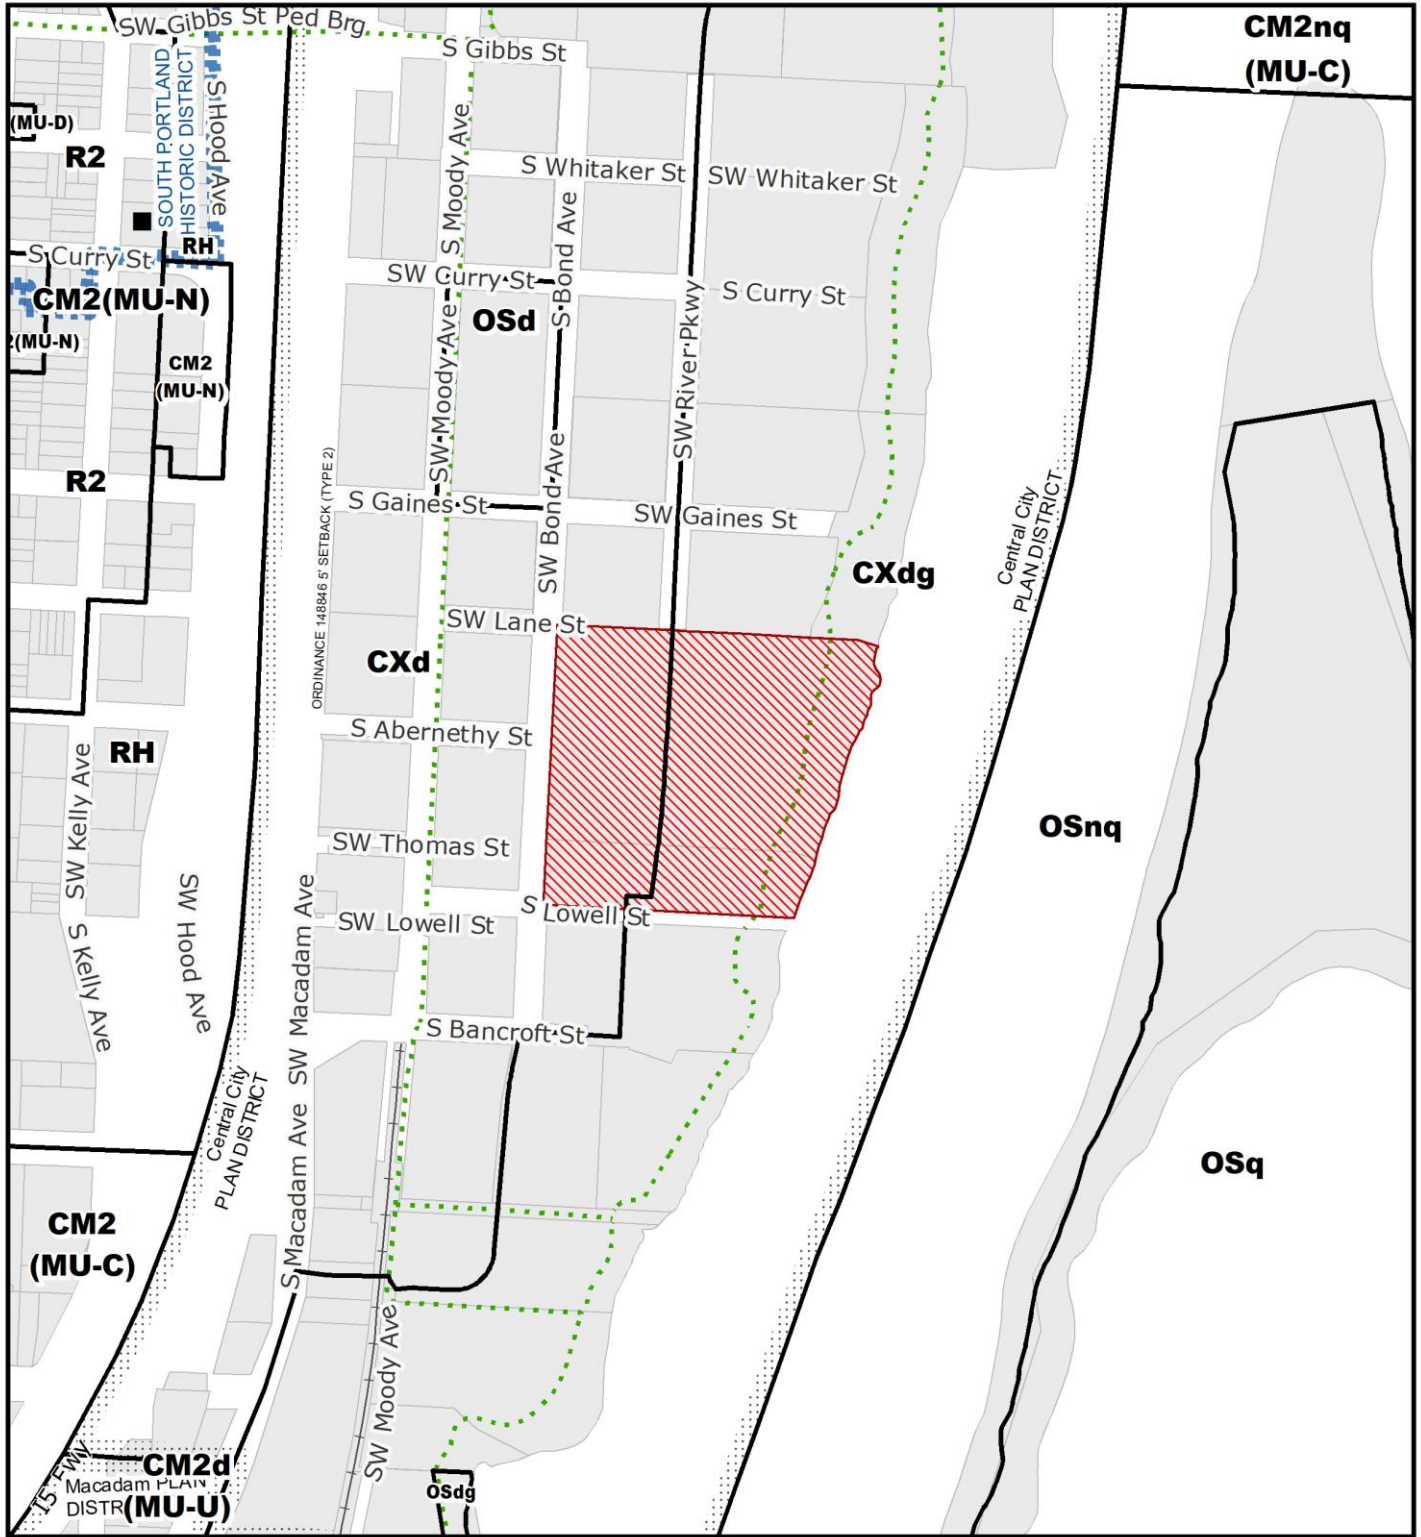 SW Gibbs St Ped Brg
S Gibbs St
CM2nq
(MU-C)
SOUTH PORTLAND
HISTORIC DISTRICT
S Hood Ave
(MU-D)
R2
S Moody Ave
S Whitaker St
SW Whitaker St
S Bond Ave
RH
S Curry St
SW Curry St
S Curry St
CM2(MU-N)
OSd
(MU-N)
CM2
(MU-N)
SW Moody Ave
SW River Pkwy
R2
S Gaines St
SW Gaines St
SW Bond Ave
ORDINANCE 148846 5' SETBACK (TYPE 2)
Central City
PLAN DISTRICT
CXdg
SW Lane St
CXd
S Abernethy St
RH
SW Kelly Ave
OSnq
SW Thomas St
SW Hood Ave
SW Macadam Ave
SW Lowell St
S Lowell St
S Kelly Ave
S Bancroft St
Central City
PLAN DISTRICT
S Macadam Ave
OSq
CM2
(MU-C)
SW Moody Ave
I5 FWY
CM2d
(MU-U)
Macadam PLAN
DISTR
OSdg